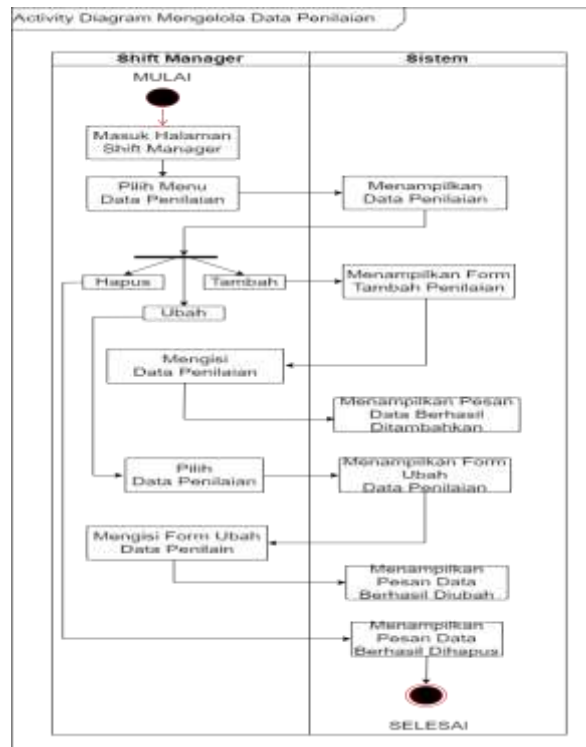 Activity Diagram Mengelola Data Penilaian
Shift Manager
Sistem
MULAI
Masuk Halaman
Shift Manager
Pilih Menu
Data Penilaian
Menampilkan
Data Penilaian
Hapus
Tambah
Ubah
Menampilkan Form
Tambah Penilaian
Mengisi
Data Penilaian
Menampilkan Pesan
Data Berhasil
Ditambahkan
Pilih
Data Penilaian
Menampilkan Form
Ubah
Data Penilaian
Mengisi Form Ubah
Data Penilain
Menampilkan
Pesan Data
Berhasil Diubah
Menampilkan
Pesan Data
Berhasil Dihapus
SELESAI